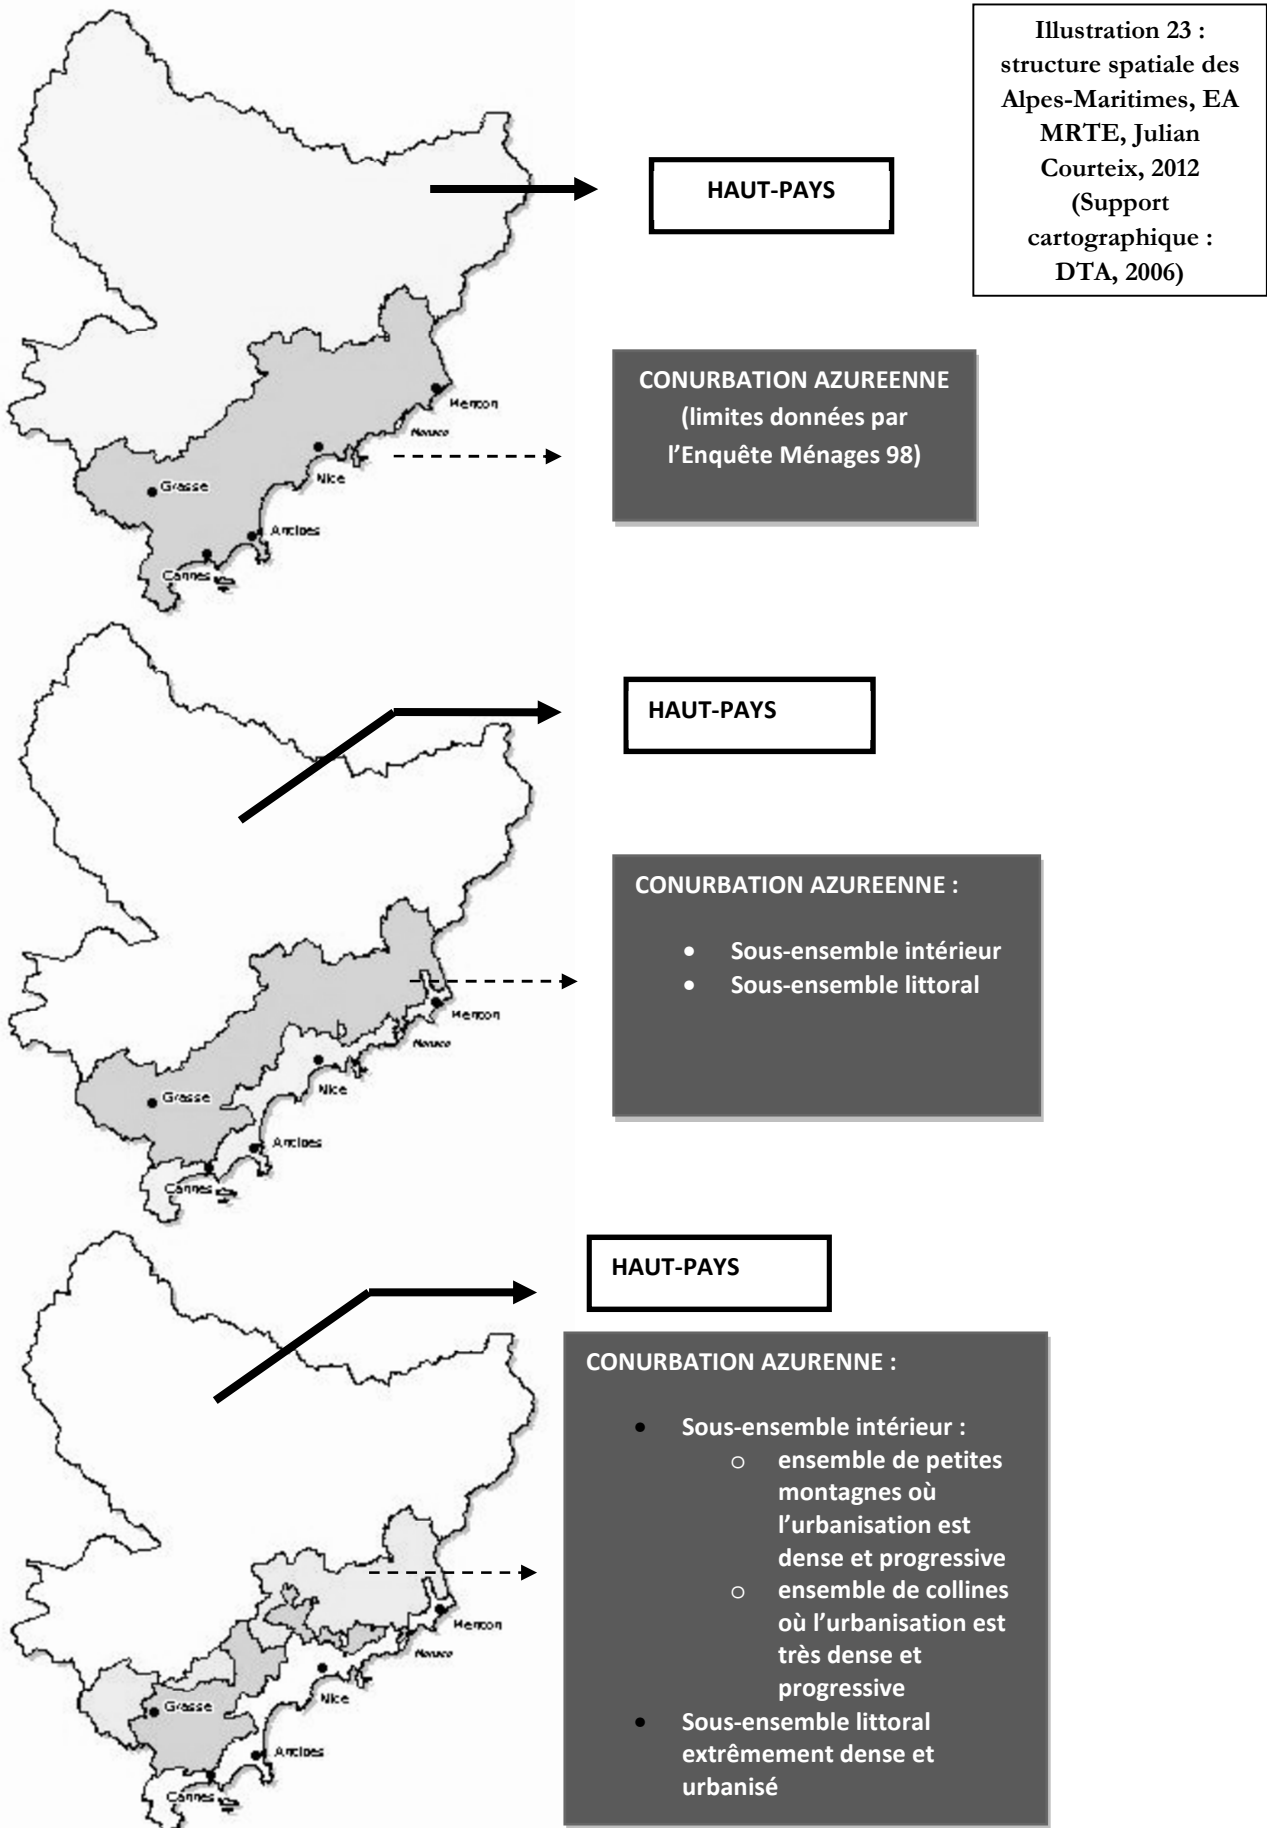 Illustration 23 :
structure spatiale des
Alpes-Maritimes, EA
MRTE, Julian
Courteix, 2012
(Support
cartographique :
DTA, 2006)
HAUT-PAYS
CONURBATION AZUREENNE
(limites données par
l'Enquête Ménages 98)
Menton
Monaco
Nice
Grasse
Antibes
Cannes
HAUT-PAYS
CONURBATION AZUREENNE :
• Sous-ensemble intérieur
• Sous-ensemble littoral
Menton
Monaco
Nice
Grasse
Antibes
Cannes
HAUT-PAYS
CONURBATION AZURENNE :
• Sous-ensemble intérieur :
o ensemble de petites
montagnes où
l'urbanisation est
dense et progressive
o ensemble de collines
où l'urbanisation est
très dense et
progressive
• Sous-ensemble littoral
extrêmement dense et
urbanisé
Menton
Monaco
Nice
Grasse
Antibes
Cannes